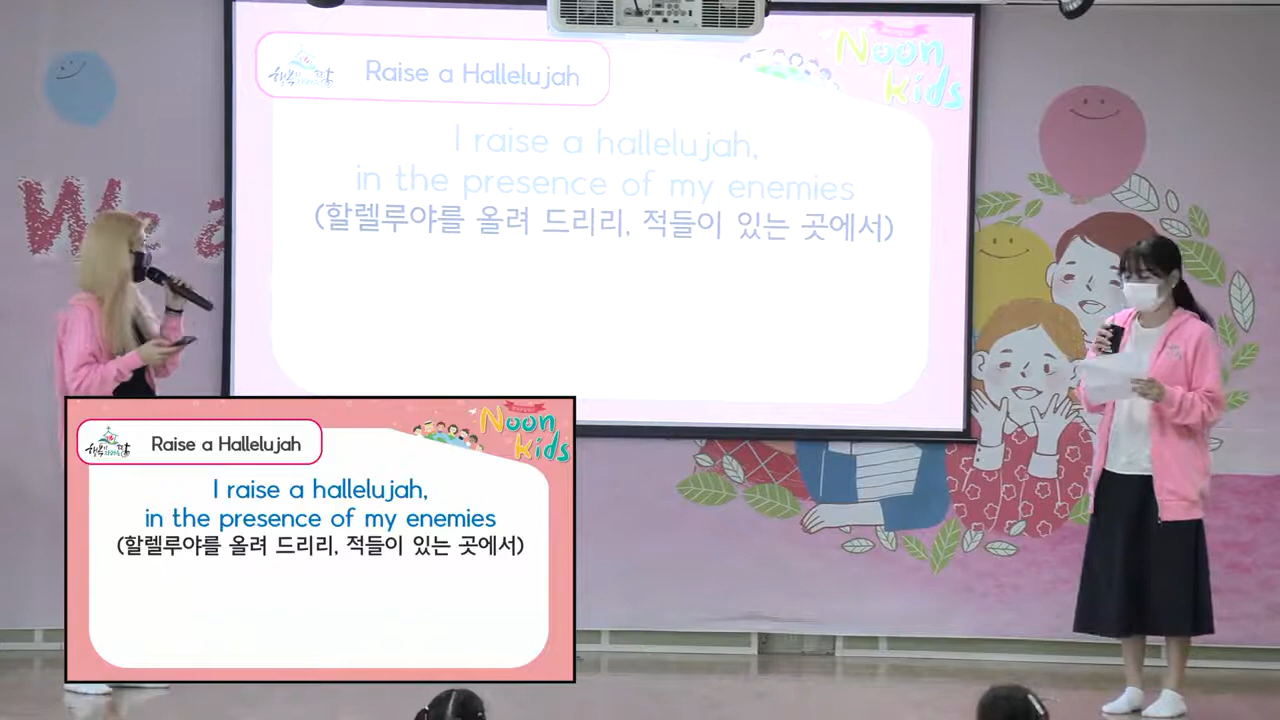 Noon
Kids
Raise a Hallelujah
I raise a hallelujah,
in the presence of my enemies
(할렐루야를 올려 드리리, 적들이 있는 곳에서)
We a
Noon
Kids
Raise a Hallelujah
I raise a hallelujah,
in the presence of my enemies
(할렐루야를 올려 드리리, 적들이 있는 곳에서)